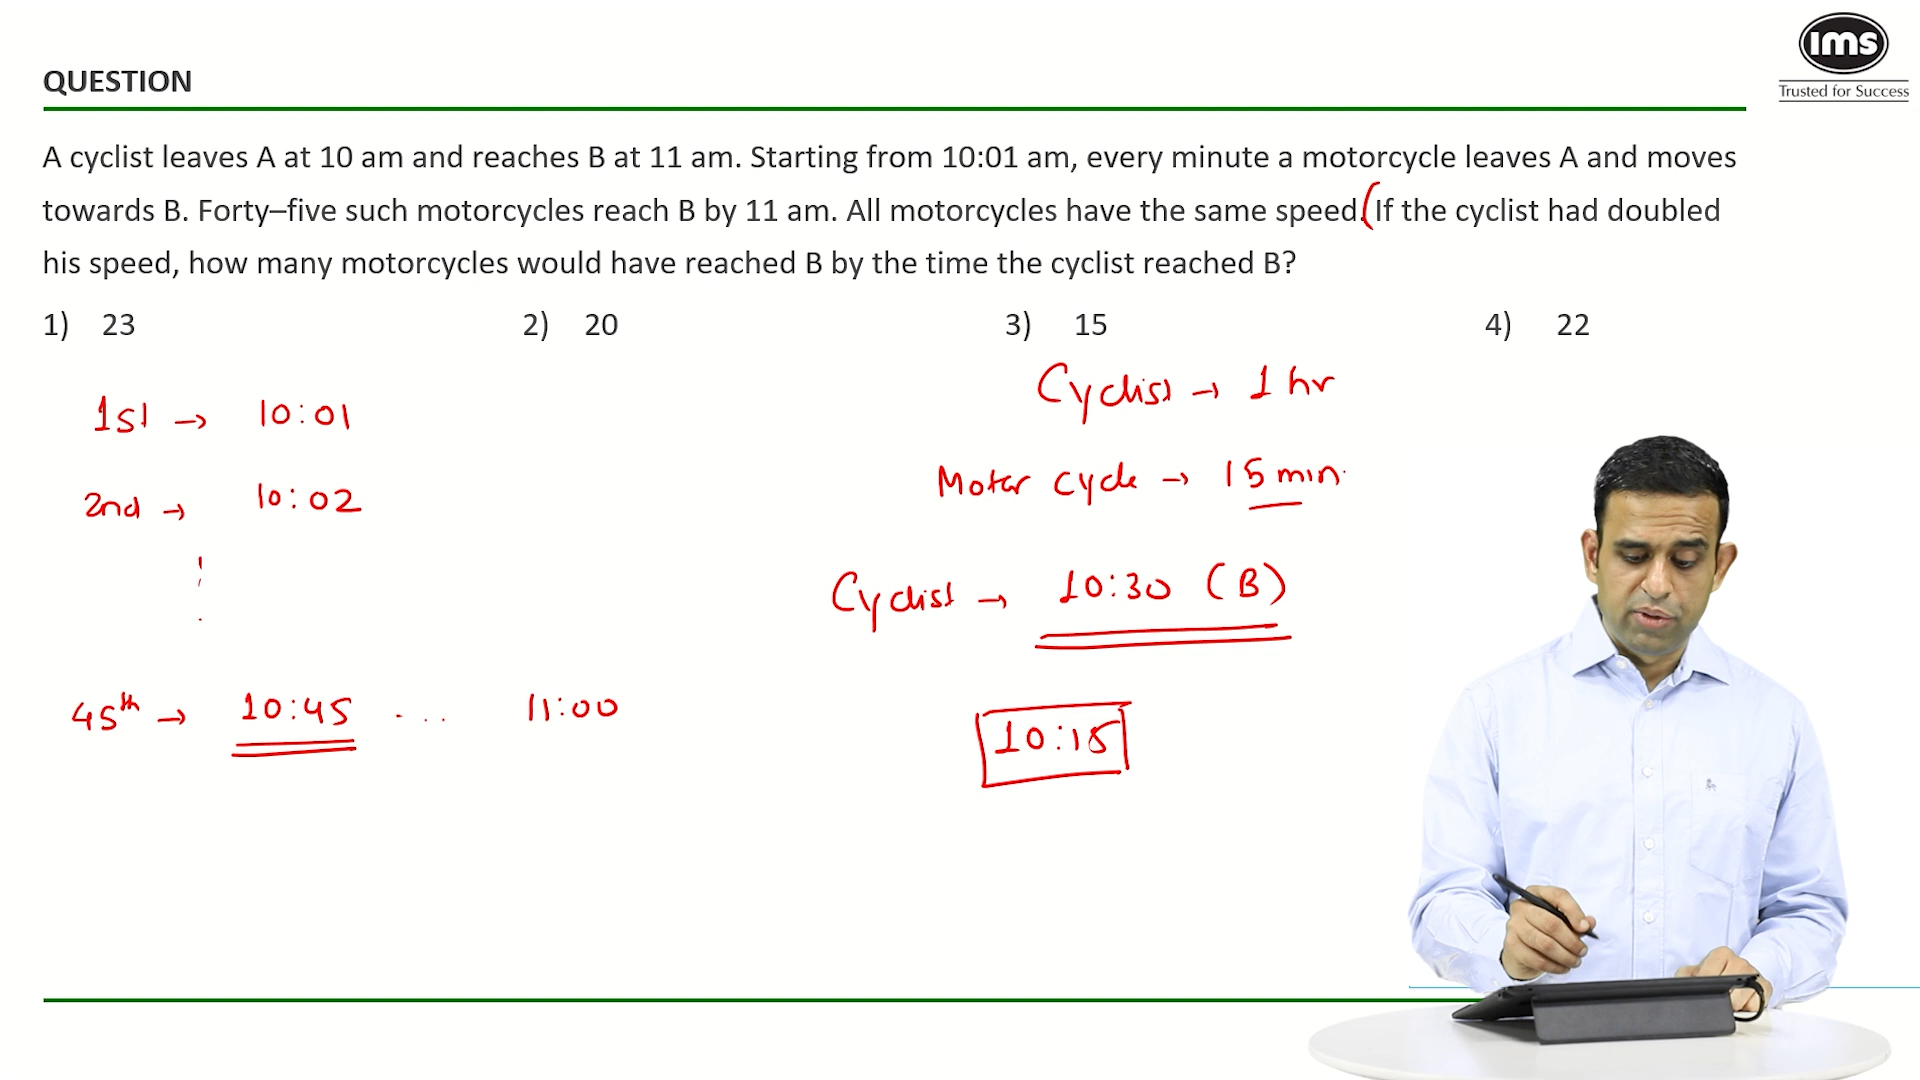 ims
Trusted for Success
QUESTION
A cyclist leaves A at 10 am and reaches B at 11 am. Starting from 10:01 am, every minute a motorcycle leaves A and moves
towards B. Forty–five such motorcycles reach B by 11 am. All motorcycles have the same speed. (If the cyclist had doubled
his speed, how many motorcycles would have reached B by the time the cyclist reached B?
1) 23 2) 20 3) 15 4) 22
Cyclist → 1 hr
1st → 10:01
Motor cycle → 15 min.
2nd → 10:02
Cyclist → 10:30 (B)
45th → 10:45 .... 11:00
10:15